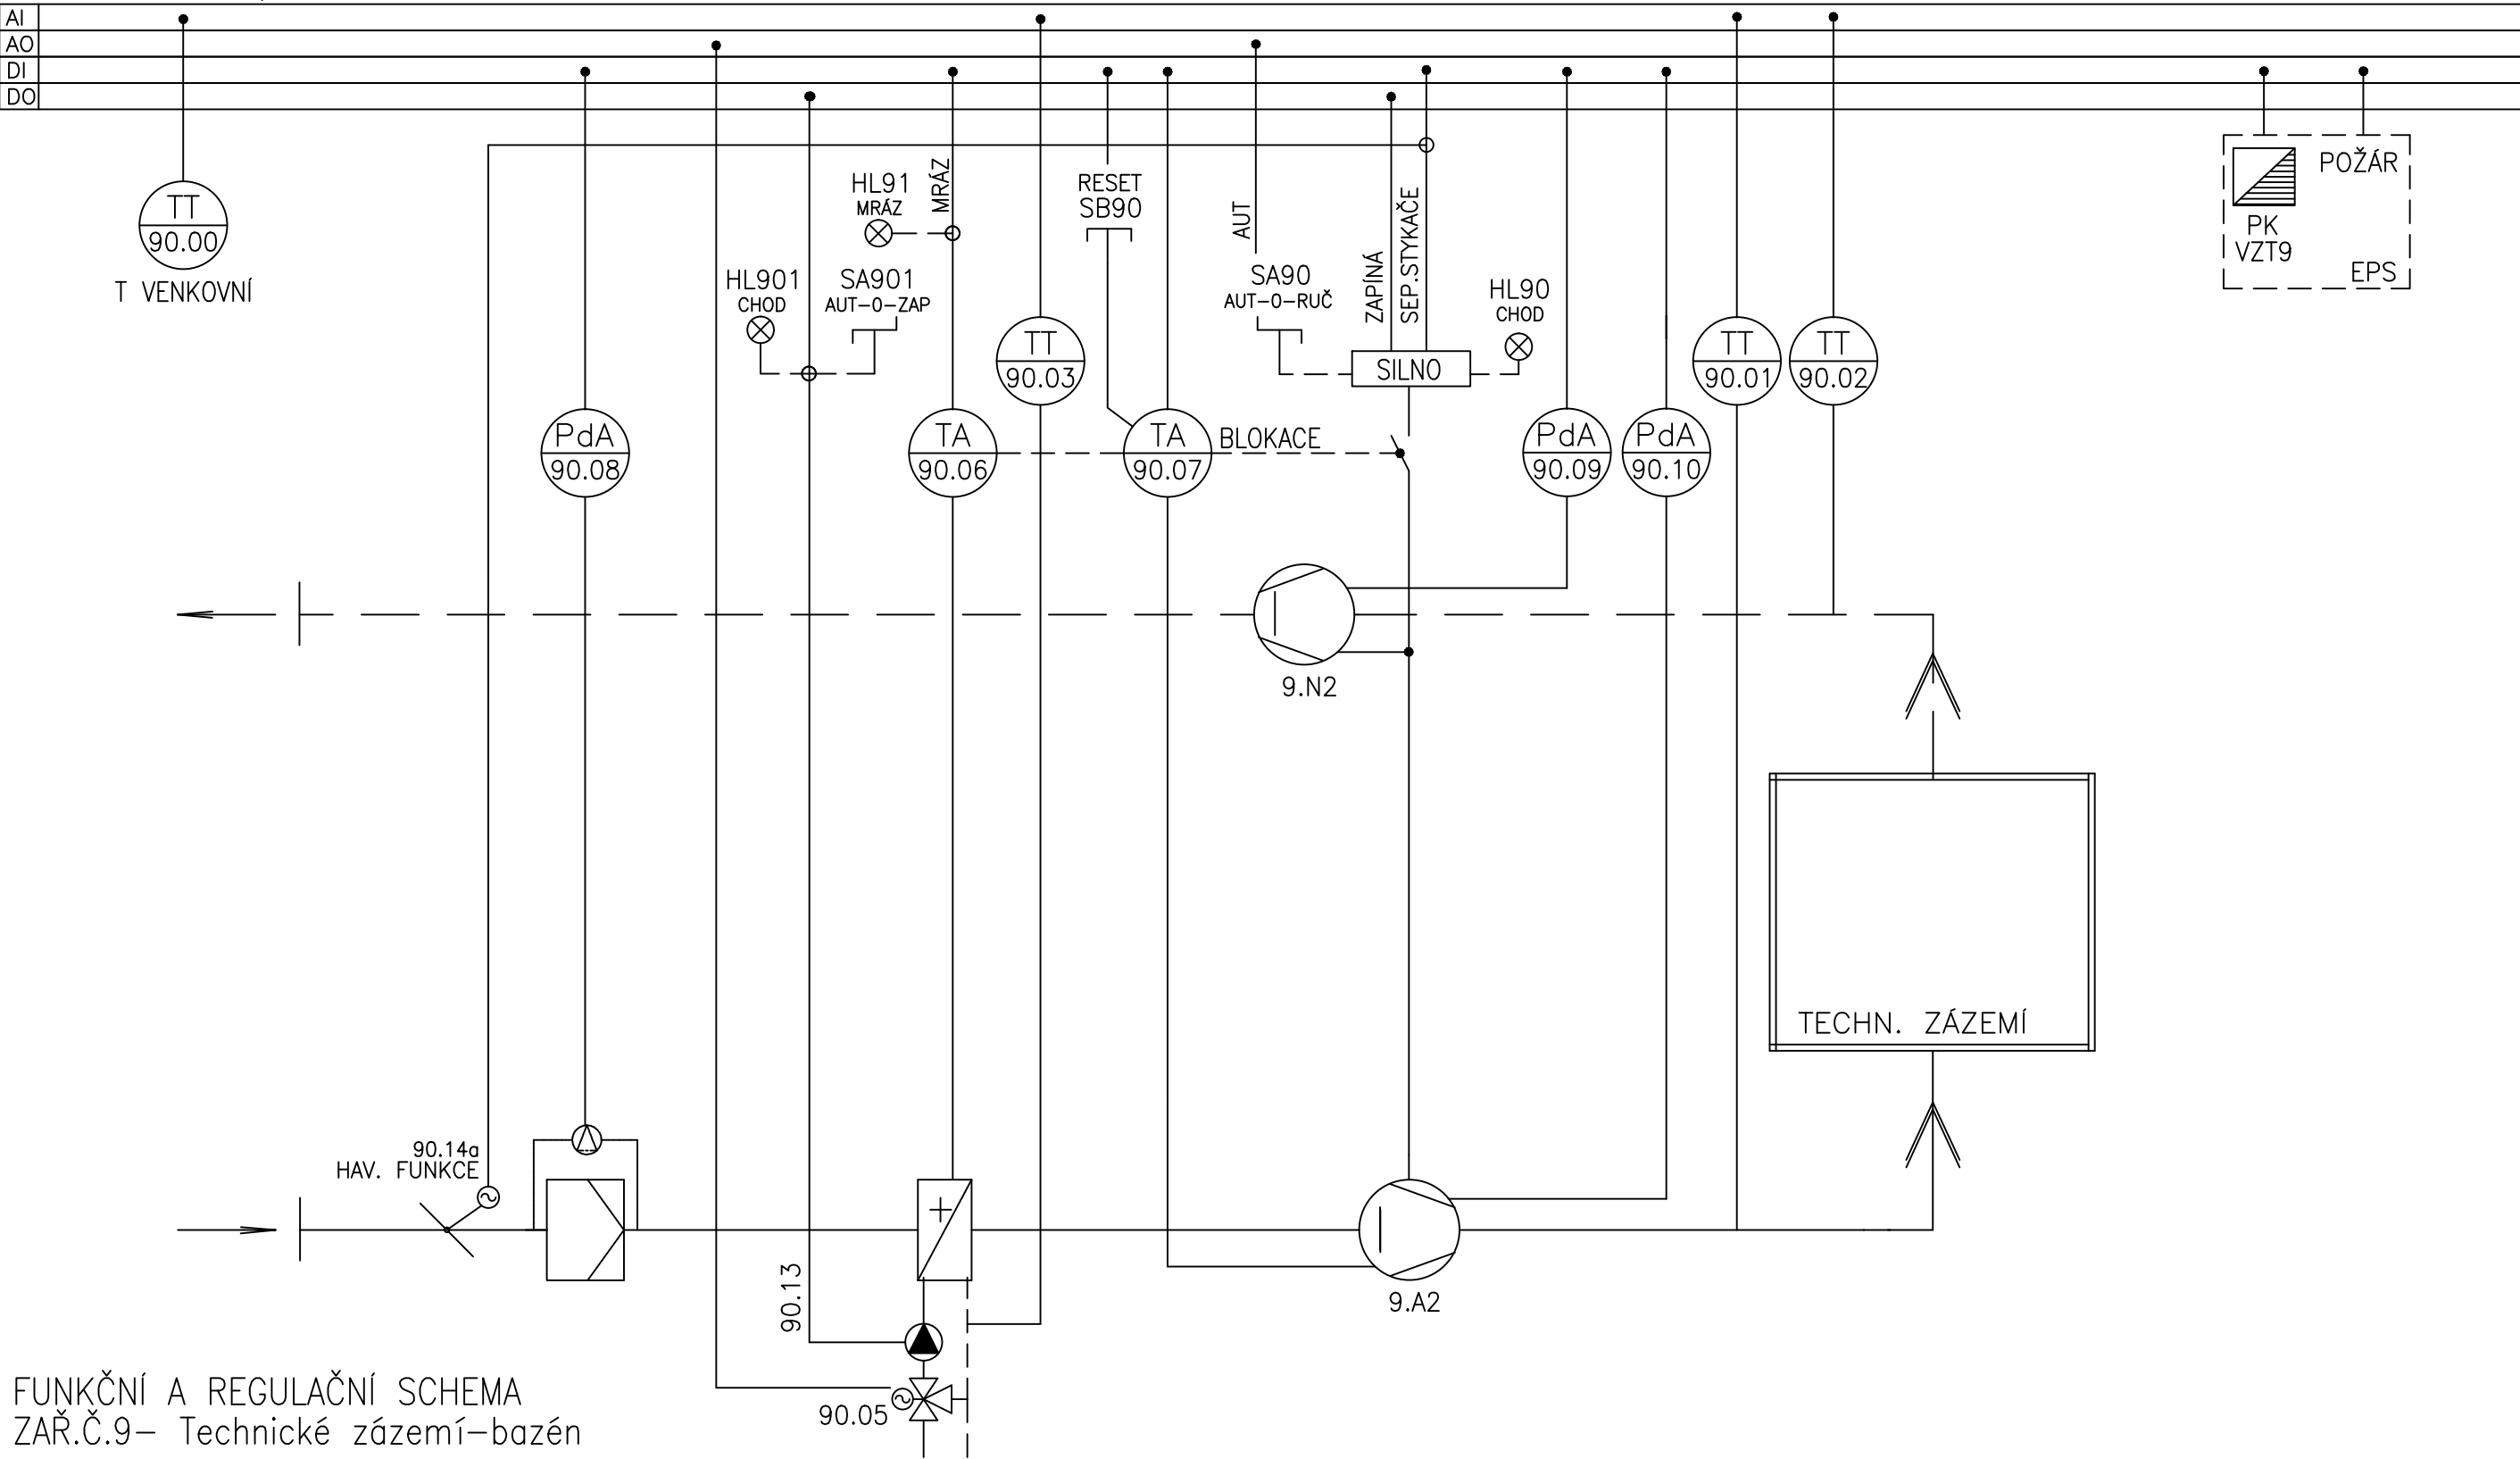 AI
AO
DI
DO
TT
90.00
T VENKOVNÍ
HL91
MRÁZ
MRÁZ
RESET
SB90
AUT
HL901
CHOD
SA901
AUT-0-ZAP
SA90
AUT-0-RUČ
ZAPÍNÁ
SEP.STYKAČE
HL90
CHOD
SILNO
POŽÁR
PK
VZT9
EPS
TT
90.03
TT
90.01
TT
90.02
PdA
90.08
TA
90.06
TA
90.07
BLOKACE
PdA
90.09
PdA
90.10
9.N2
TECHN. ZÁZEMÍ
90.14a
HAV. FUNKCE
+
90.13
9.A2
90.05
FUNKČNÍ A REGULAČNÍ SCHEMA
ZAŘ.Č.9- Technické zázemí-bazén